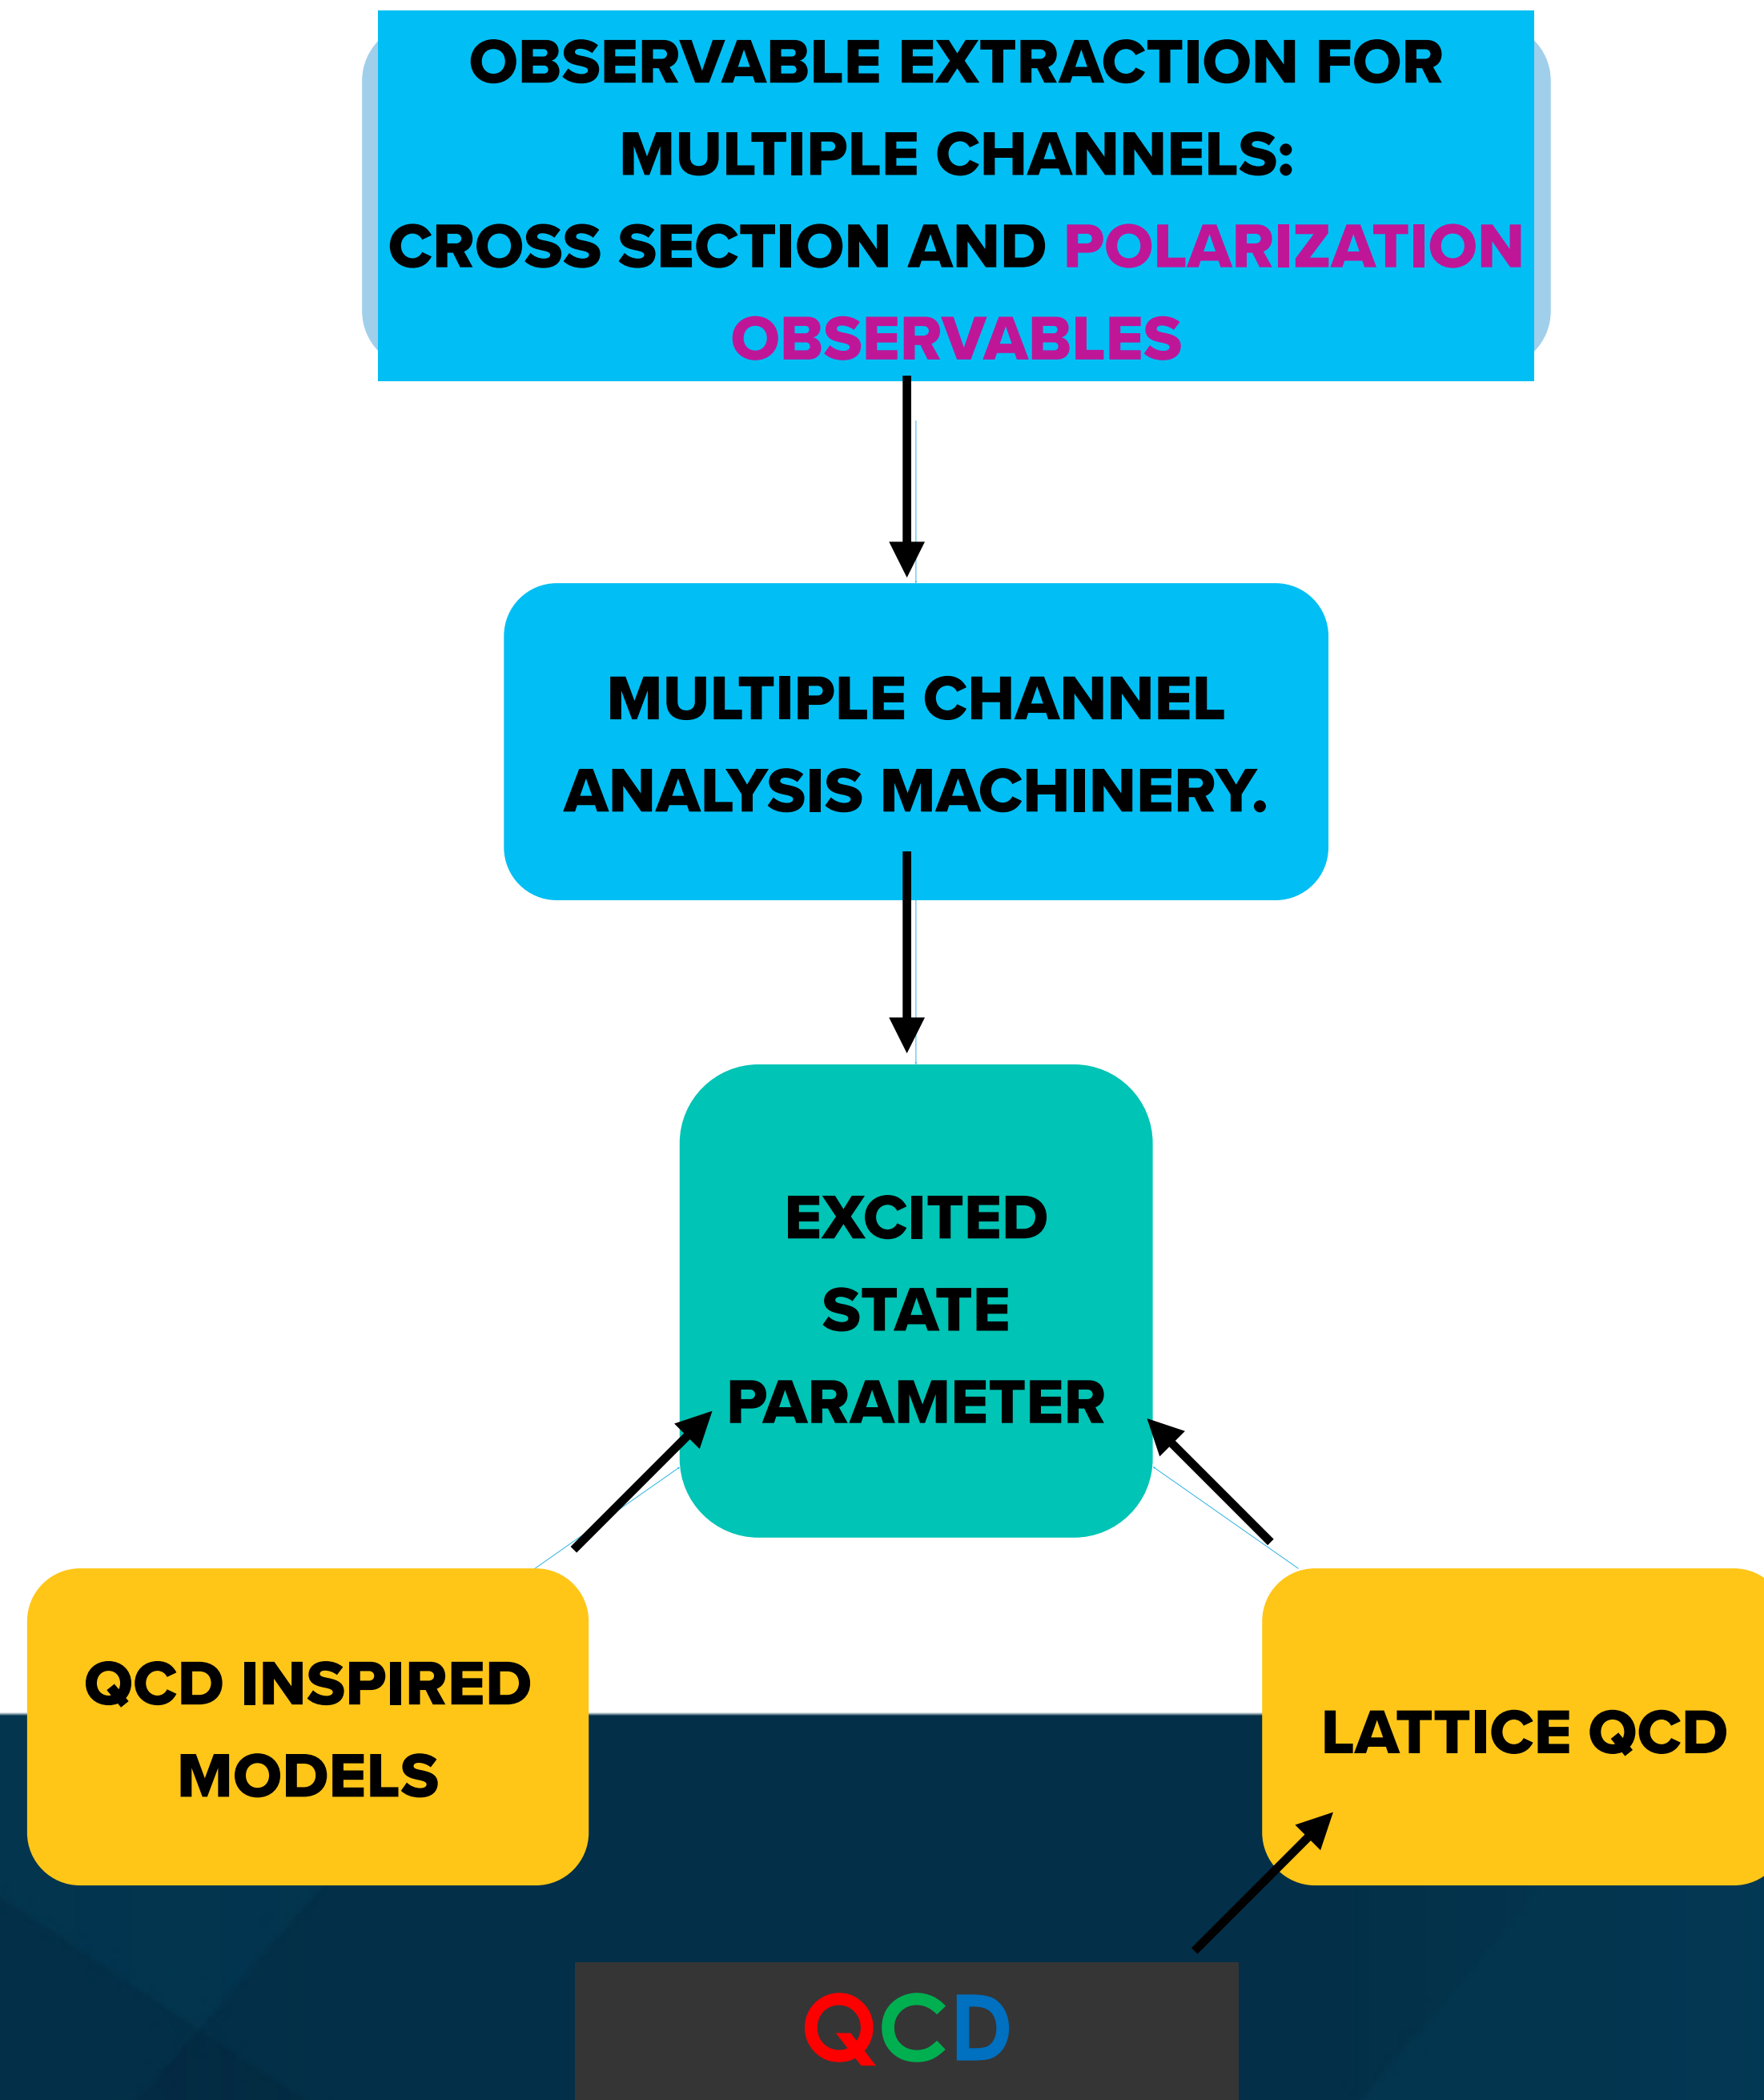 OBSERVABLE EXTRACTION FOR
MULTIPLE CHANNELS:
CROSS SECTION AND POLARIZATION
OBSERVABLES
MULTIPLE CHANNEL
ANALYSIS MACHINERY.
EXCITED
STATE
PARAMETER
QCD INSPIRED
MODELS
LATTICE QCD
QCD